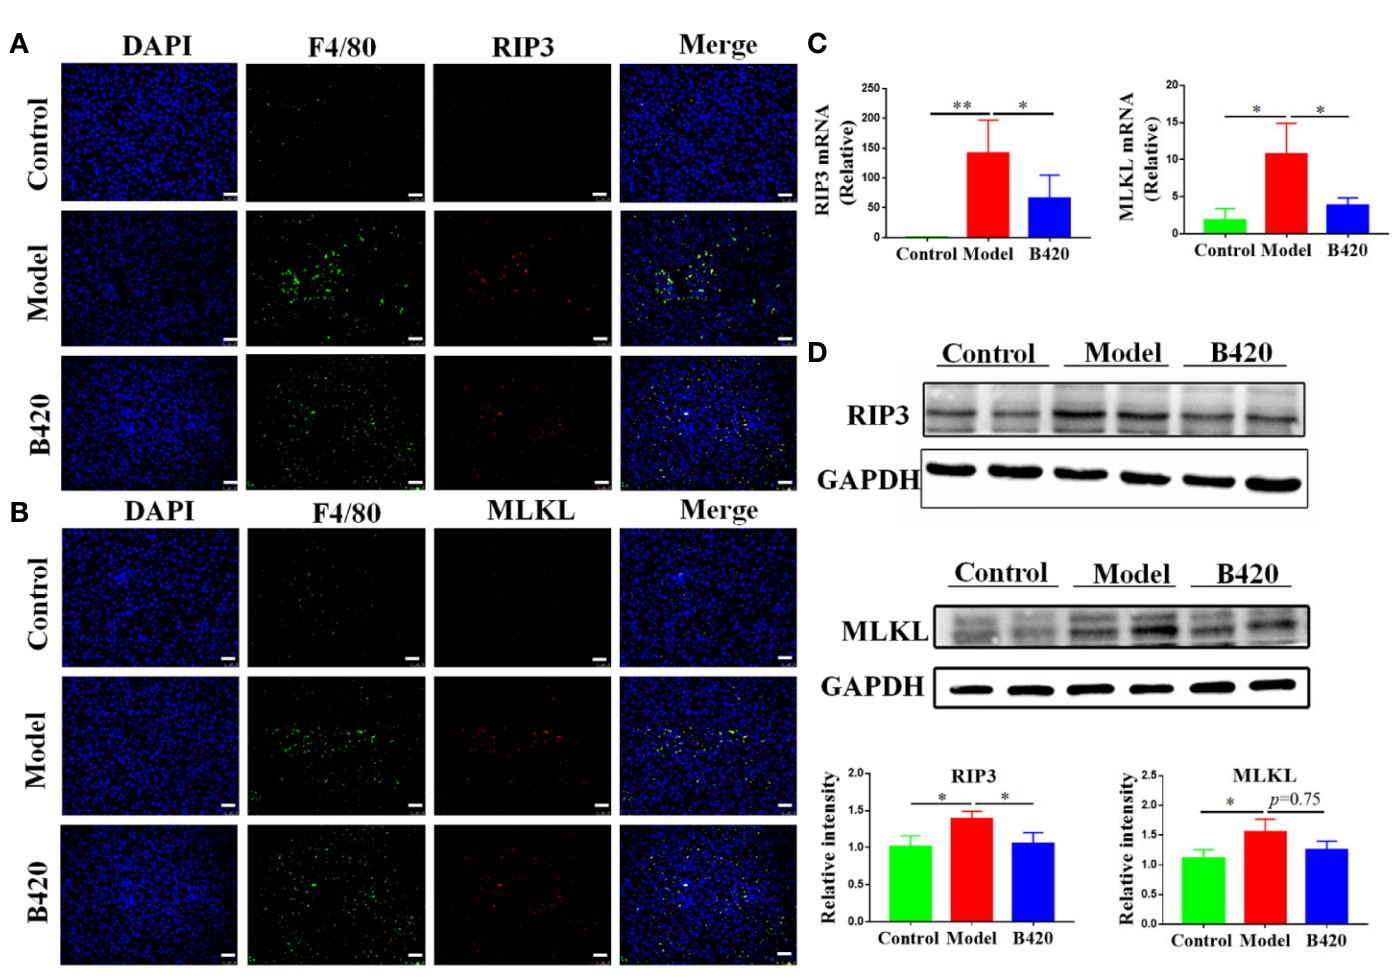 A
DAPI F4/80 RIP3 Merge
Control
Model
B420
B
DAPI F4/80 MLKL Merge
Control
Model
B420
C
RIP3 mRNA
(Relative)
250
200
150
100
50
0
** *
Control Model B420
MLKL mRNA
(Relative)
20
15
10
5
0
* *
Control Model B420
D
Control Model B420
RIP3
GAPDH
Control Model B420
MLKL
GAPDH
RIP3
Relative intensity
2.0
1.5
1.0
0.5
0.0
* *
Control Model B420
MLKL
Relative intensity
2.5
2.0
1.5
1.0
0.5
0.0
* p=0.75
Control Model B420